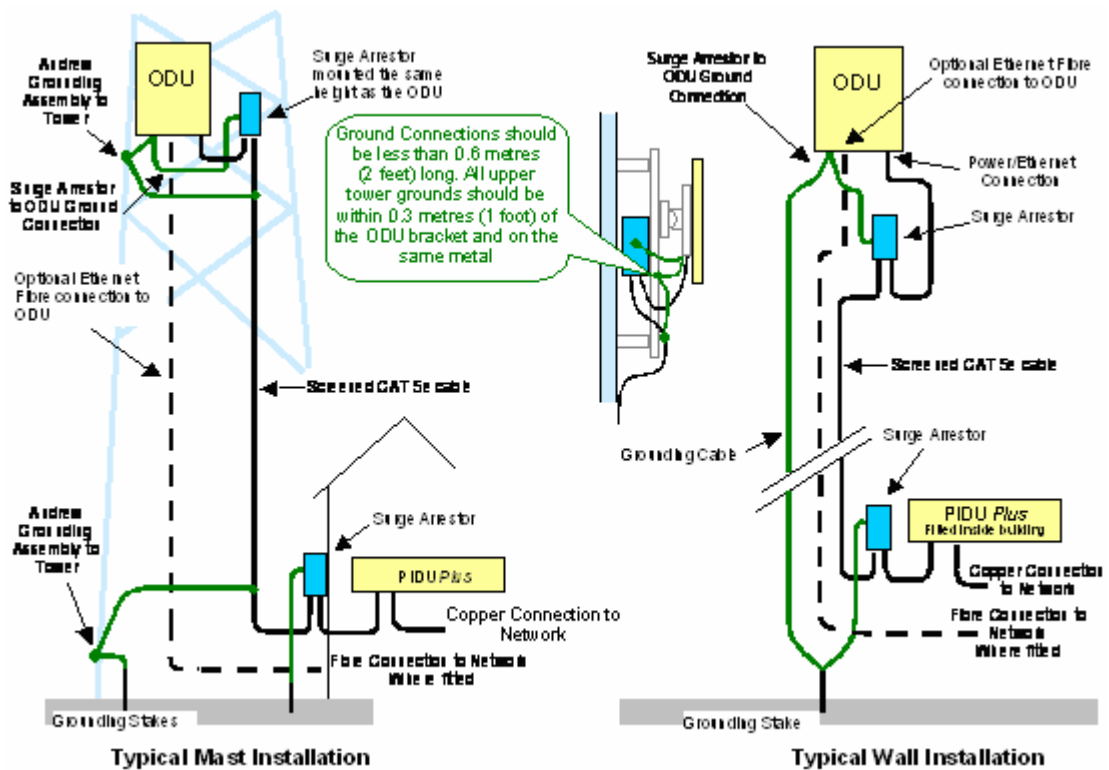 Andrew
Grounding
Assembly to
Tower
ODU
Surge Arrestor
mounted the same
height as the ODU
Surge Arrestor
to ODU Ground
Connection
Ground Connections should
be less than 0.6 metres
(2 feet) long. All upper
tower grounds should be
within 0.3 metres (1 foot) of
the ODU bracket and on the
same metal
Optional Ethernet
Fibre connection to
ODU
Screened CAT 5e cable
Andrew
Grounding
Assembly to
Tower
Surge Arrestor
PIDU Plus
Copper Connection to
Network
Fibre Connection to Network
Where fitted
Grounding Stakes
Typical Mast Installation
Surge Arrestor to
ODU Ground
Connection
ODU
Optional Ethernet Fibre
connection to ODU
Power/Ethernet
Connection
Surge Arrestor
Screened CAT 5e cable
Grounding Cable
Surge Arrestor
PIDU Plus
Fitted inside building
Copper Connection
to Network
Fibre Connection to
Network
Where fitted
Grounding Stake
Typical Wall Installation